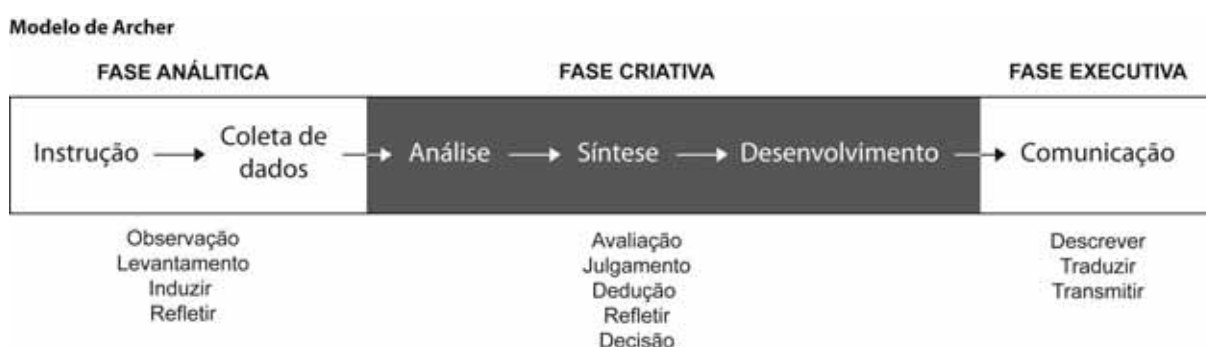 Modelo de Archer
FASE ANÁLITICA
FASE CRIATIVA
FASE EXECUTIVA
Instrução
Coleta de
dados
Análise
Síntese
Desenvolvimento
Comunicação
Observação
Levantamento
Induzir
Refletir
Avaliação
Julgamento
Dedução
Refletir
Decisão
Descrever
Traduzir
Transmitir